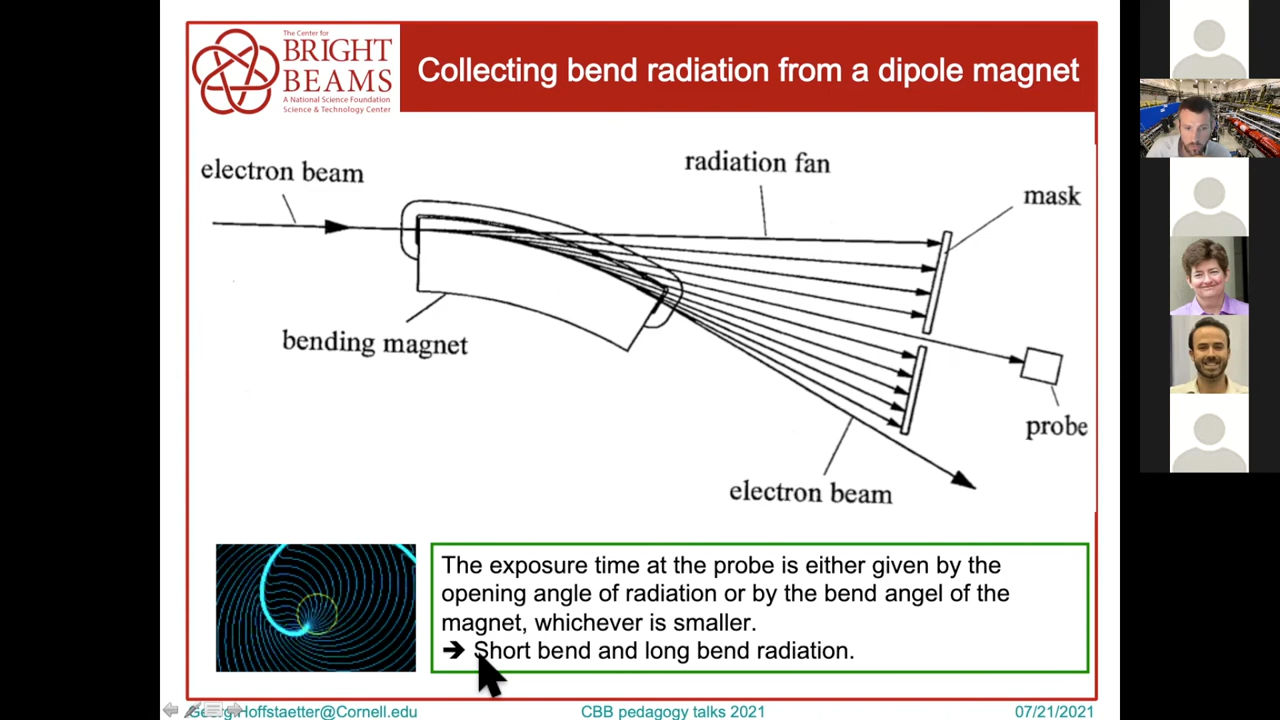 The Center for
BRIGHT
BEAMS
A National Science Foundation
Science & Technology Center
Collecting bend radiation from a dipole magnet
electron beam
radiation fan
mask
bending magnet
probe
electron beam
The exposure time at the probe is either given by the
opening angle of radiation or by the bend angel of the
magnet, whichever is smaller.
➔ Short bend and long bend radiation.
Georg.Hoffstaetter@Cornell.edu
CBB pedagogy talks 2021
07/21/2021